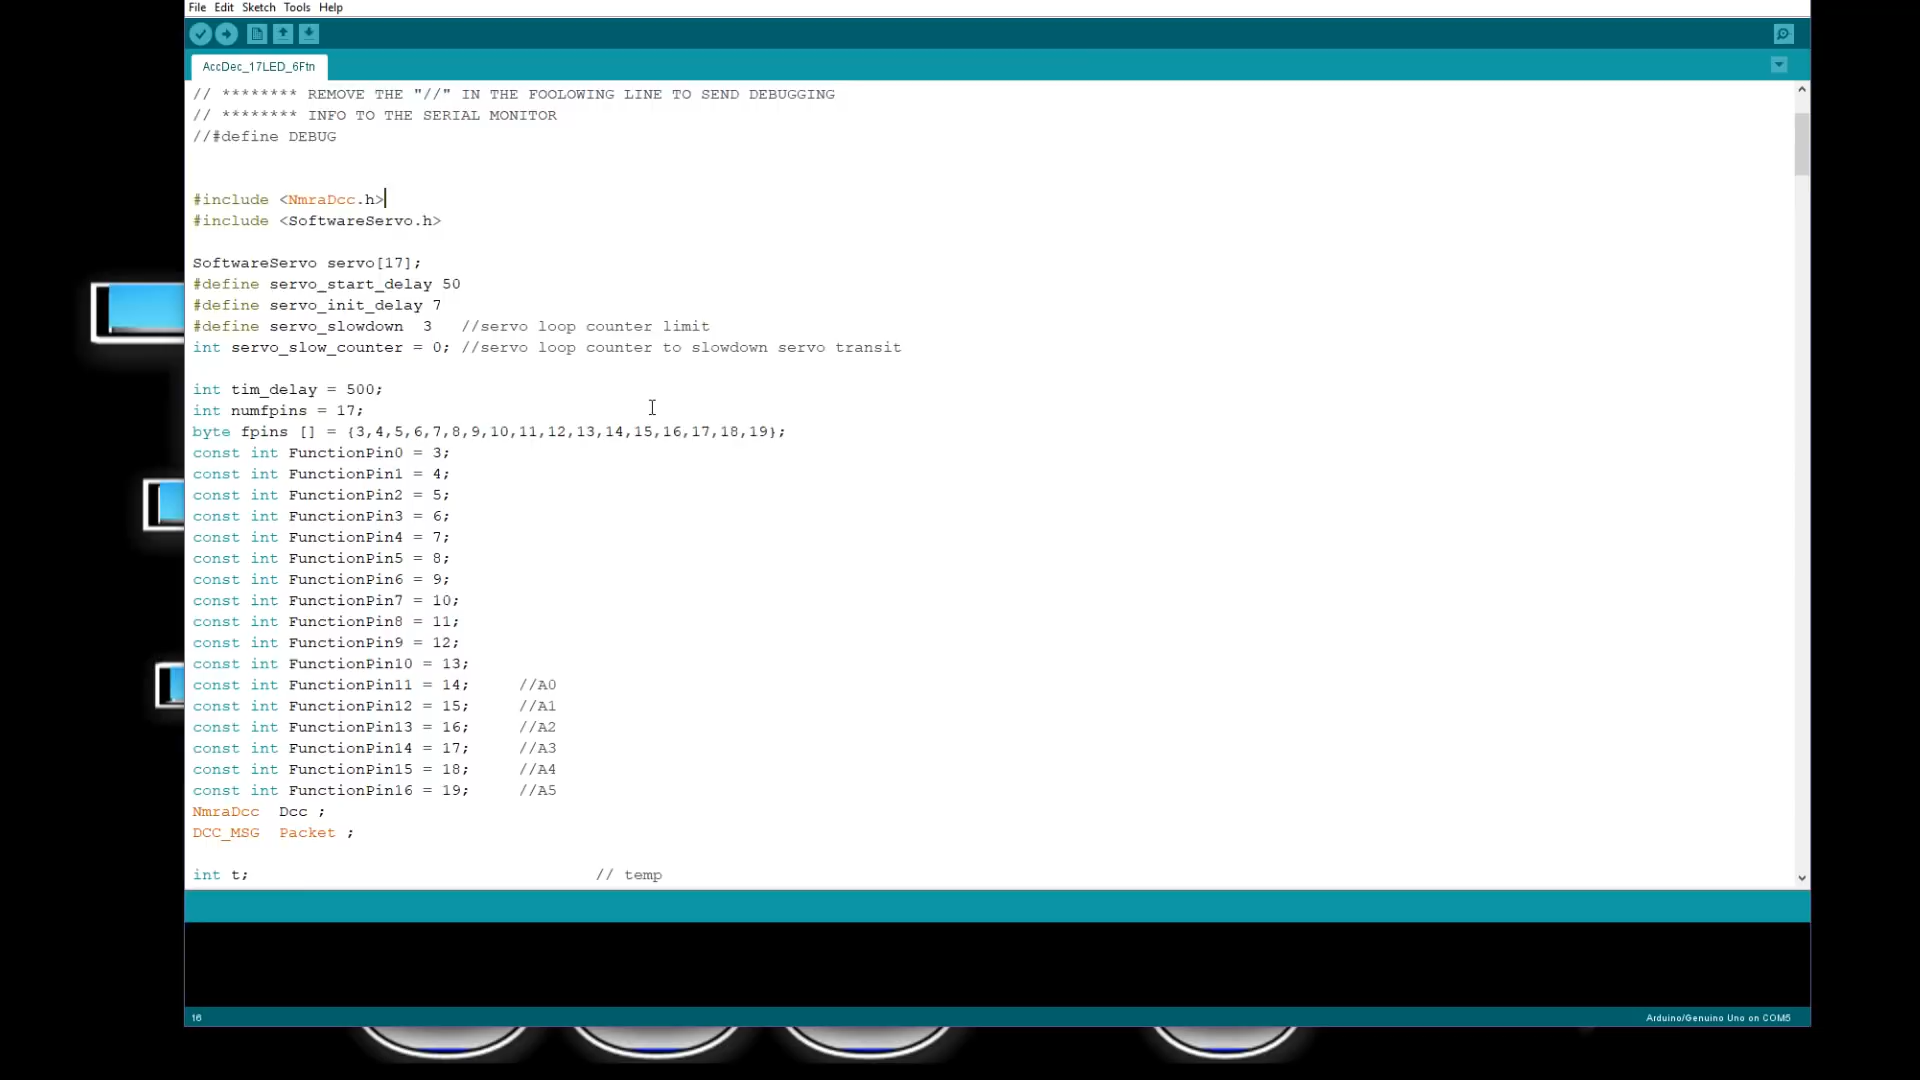 File Edit Sketch Tools Help
AccDec_17LED_6Ftn
// ******** REMOVE THE "//" IN THE FOOLOWING LINE TO SEND DEBUGGING
// ******** INFO TO THE SERIAL MONITOR
//#define DEBUG
#include <NmraDcc.h>
#include <SoftwareServo.h>
SoftwareServo servo[17];
#define servo_start_delay 50
#define servo_init_delay 7
#define servo_slowdown  3   //servo loop counter limit
int servo_slow_counter = 0; //servo loop counter to slowdown servo transit
int tim_delay = 500;
int numfpins = 17;
byte fpins [] = {3,4,5,6,7,8,9,10,11,12,13,14,15,16,17,18,19};
const int FunctionPin0 = 3;
const int FunctionPin1 = 4;
const int FunctionPin2 = 5;
const int FunctionPin3 = 6;
const int FunctionPin4 = 7;
const int FunctionPin5 = 8;
const int FunctionPin6 = 9;
const int FunctionPin7 = 10;
const int FunctionPin8 = 11;
const int FunctionPin9 = 12;
const int FunctionPin10 = 13;
const int FunctionPin11 = 14;     //A0
const int FunctionPin12 = 15;     //A1
const int FunctionPin13 = 16;     //A2
const int FunctionPin14 = 17;     //A3
const int FunctionPin15 = 18;     //A4
const int FunctionPin16 = 19;     //A5
NmraDcc  Dcc ;
DCC_MSG  Packet ;
int t;                                    // temp
16
Arduino/Genuino Uno on COM5